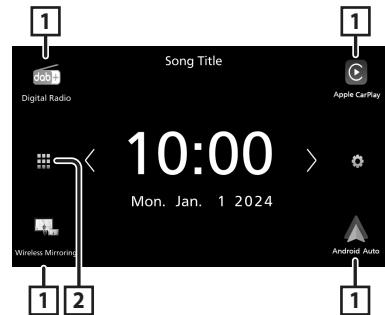 1
1
Song Title
dab+
Digital Radio
Apple CarPlay
10:00
Mon. Jan. 1 2024
Wireless Mirroring
Android Auto
1
2
1